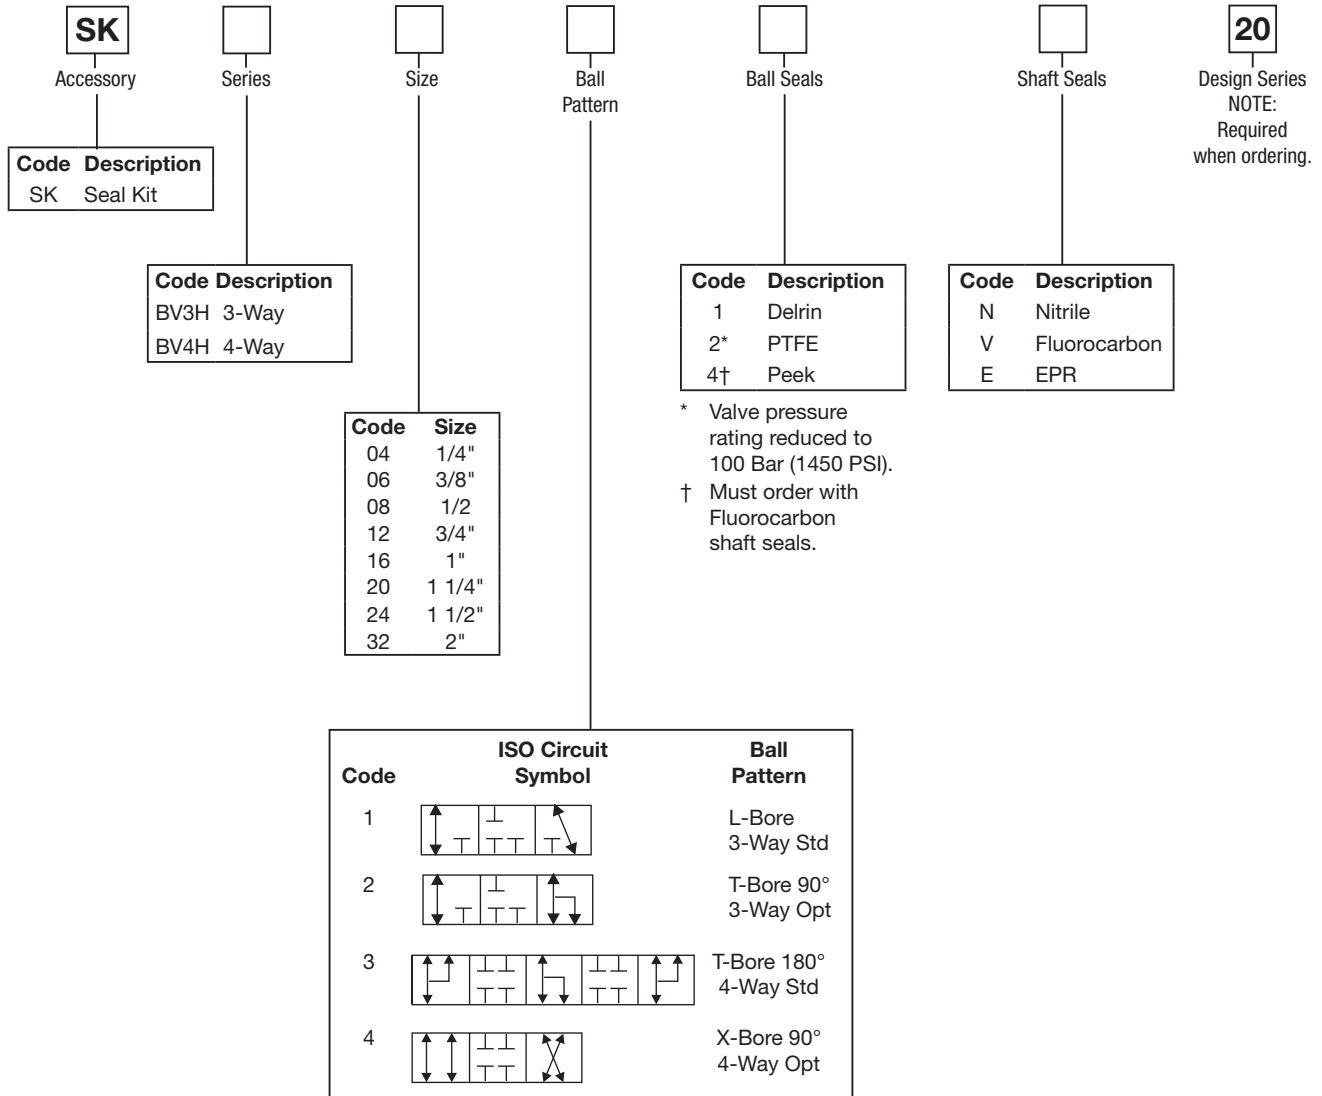 SK
20
Accessory
Series
Size
Ball
Pattern
Ball Seals
Shaft Seals
Design Series
NOTE:
Required
when ordering.
Code Description
SK Seal Kit
Code Description
BV3H 3-Way
BV4H 4-Way
Code Size
04 1/4"
06 3/8"
08 1/2
12 3/4"
16 1"
20 1 1/4"
24 1 1/2"
32 2"
Code Description
1 Delrin
2* PTFE
4† Peek
* Valve pressure
rating reduced to
100 Bar (1450 PSI).
† Must order with
Fluorocarbon
shaft seals.
Code Description
N Nitrile
V Fluorocarbon
E EPR
Code ISO Circuit Symbol Ball Pattern
1 L-Bore
3-Way Std
2 T-Bore 90°
3-Way Opt
3 T-Bore 180°
4-Way Std
4 X-Bore 90°
4-Way Opt